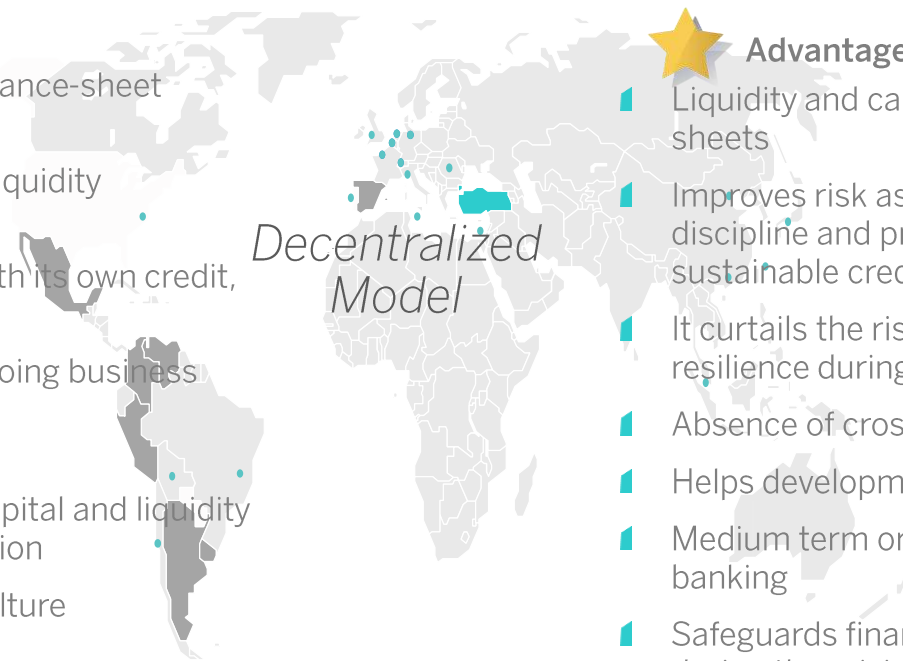 ance-sheet
quidity
th its own credit,
oing business
pital and liquidity
ion
lture
Decentralized
Model
Advantage
Liquidity and ca
sheets
Improves risk as
discipline and pr
sustainable cred
It curtails the ris
resilience during
Absence of cros
Helps developm
Medium term or
banking
Safeguards finan